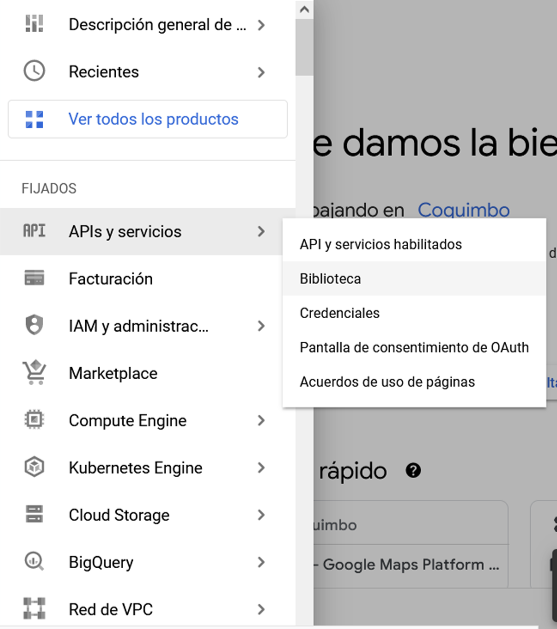 Descripción general de ...
Recientes
Ver todos los productos
FIJADOS
API APIs y servicios
Facturación
IAM y administrac...
Marketplace
Compute Engine
Kubernetes Engine
Cloud Storage
BigQuery
Red de VPC
API y servicios habilitados
Biblioteca
Credenciales
Pantalla de consentimiento de OAuth
Acuerdos de uso de páginas
e damos la bie
bajando en Coquimbo
rápido ?
uimbo
– Google Maps Platform ...